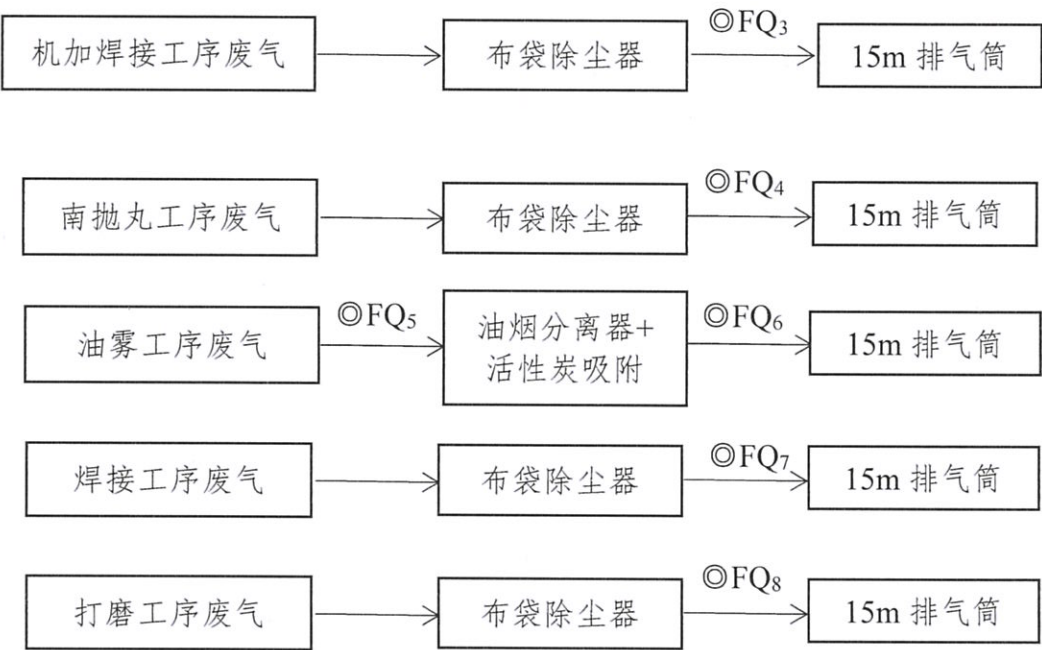 机加焊接工序废气 布袋除尘器 ◎FQ₃ 15m 排气筒
南抛丸工序废气 布袋除尘器 ◎FQ₄ 15m 排气筒
油雾工序废气 ◎FQ₅ 油烟分离器+
活性炭吸附 ◎FQ₆ 15m 排气筒
焊接工序废气 布袋除尘器 ◎FQ₇ 15m 排气筒
打磨工序废气 布袋除尘器 ◎FQ₈ 15m 排气筒